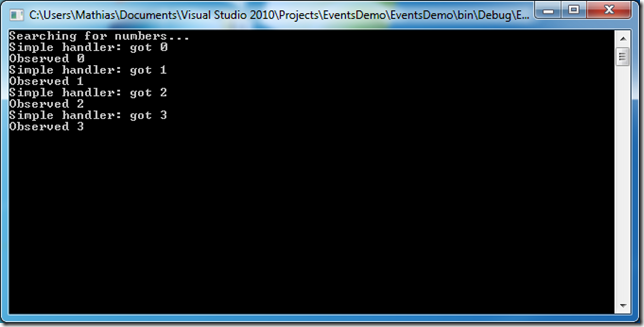 C:\Users\Mathias\Documents\Visual Studio 2010\Projects\EventsDemo\EventsDemo\bin\Debug\E...
Searching for numbers...
Simple handler: got 0
Observed 0
Simple handler: got 1
Observed 1
Simple handler: got 2
Observed 2
Simple handler: got 3
Observed 3